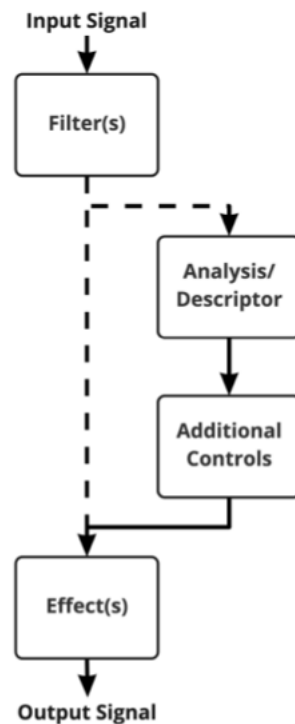 Input Signal
Filter(s)
Analysis/
Descriptor
Additional
Controls
Effect(s)
Output Signal